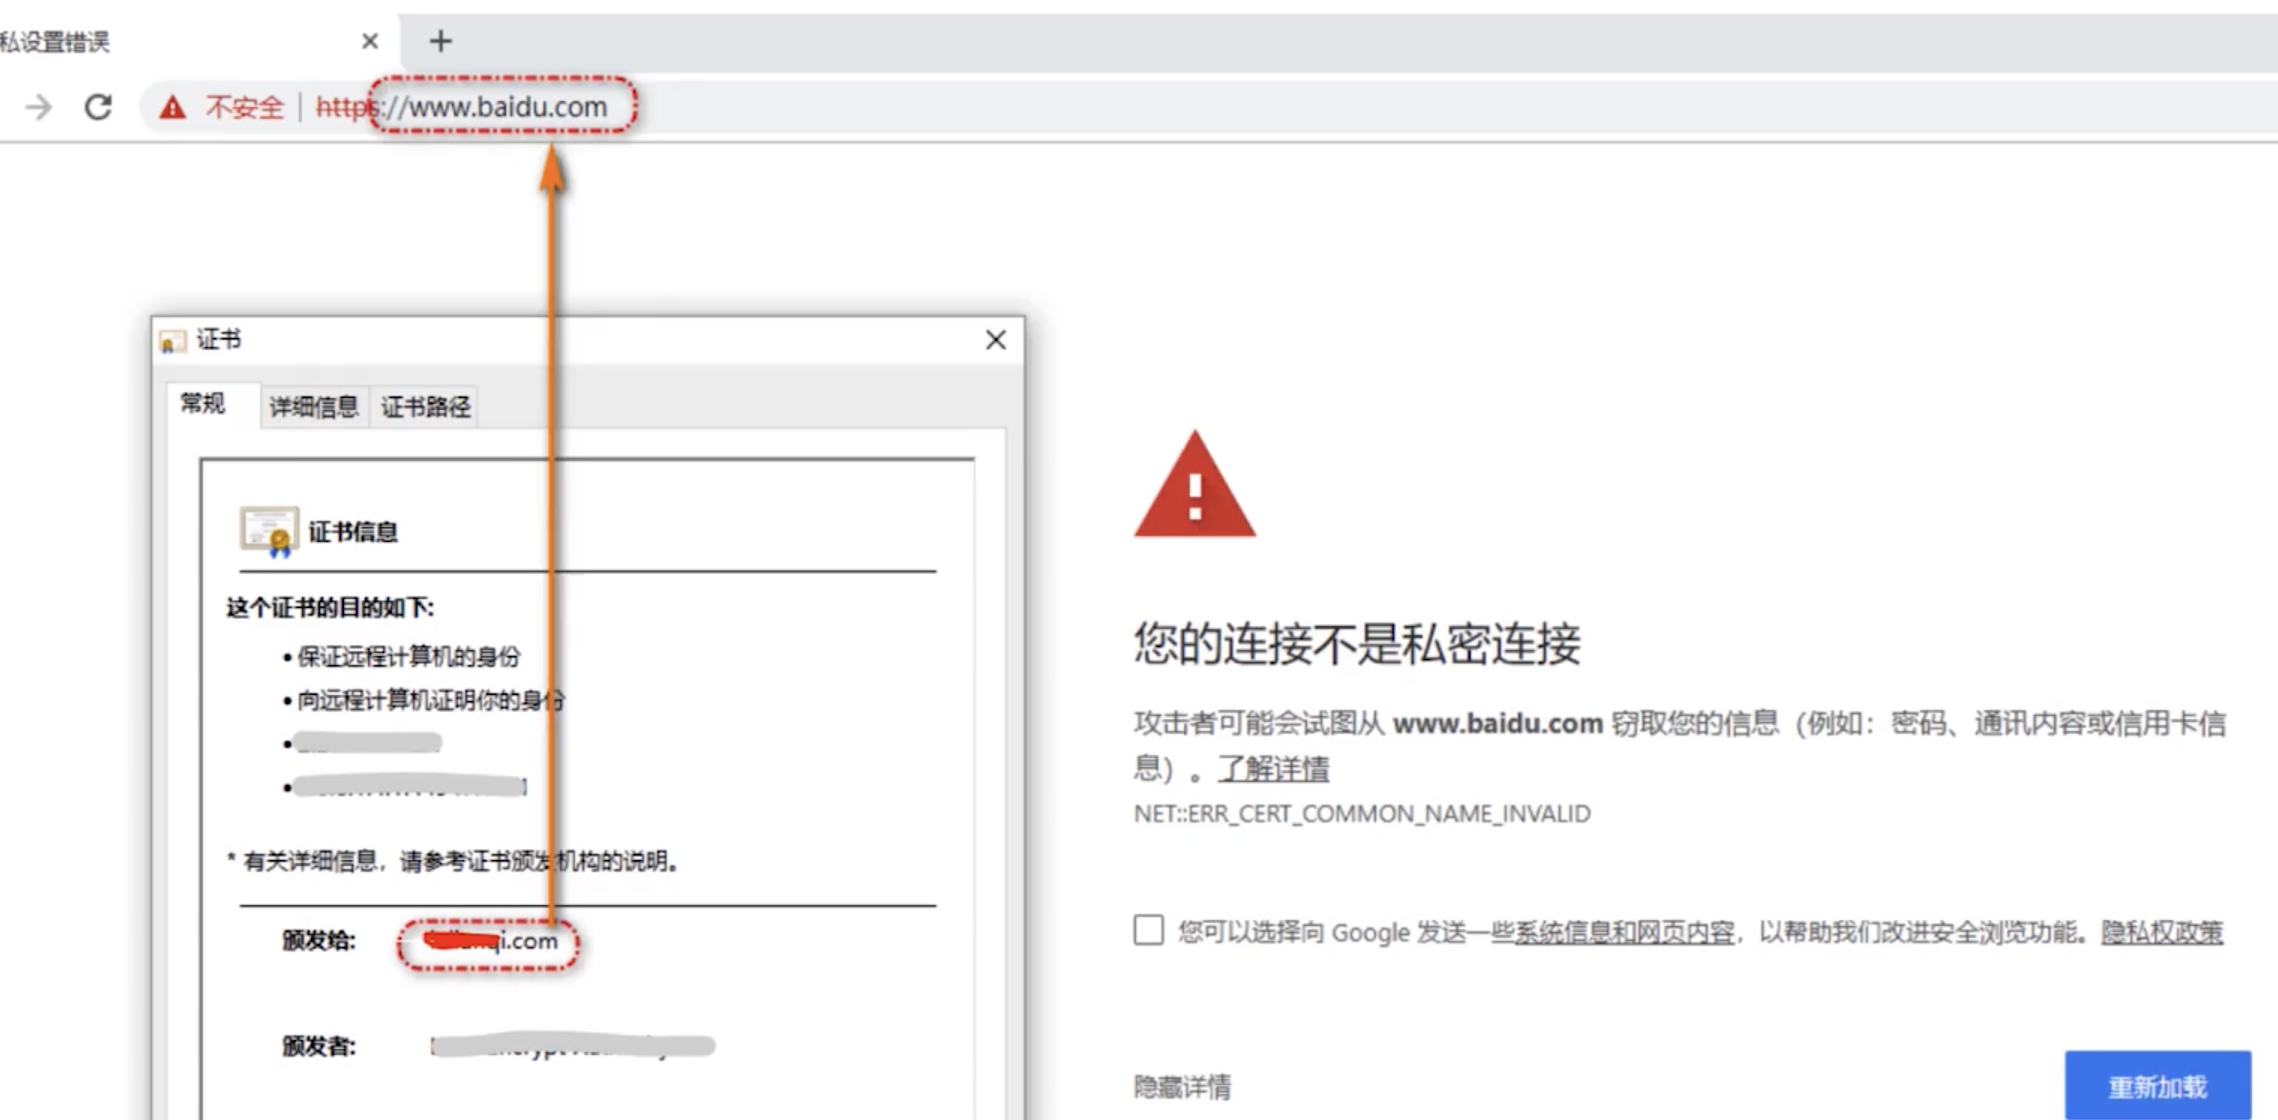 私设置错误
不安全 https://www.baidu.com
证书
常规 详细信息 证书路径
证书信息
这个证书的目的如下:
• 保证远程计算机的身份
• 向远程计算机证明你的身份
* 有关详细信息，请参考证书颁发机构的说明。
颁发给: qi.com
颁发者:
您的连接不是私密连接
攻击者可能会试图从 www.baidu.com 窃取您的信息（例如：密码、通讯内容或信用卡信
息）。了解详情
NET::ERR_CERT_COMMON_NAME_INVALID
您可以选择向 Google 发送一些系统信息和网页内容，以帮助我们改进安全浏览功能。隐私权政策
隐藏详情
重新加载